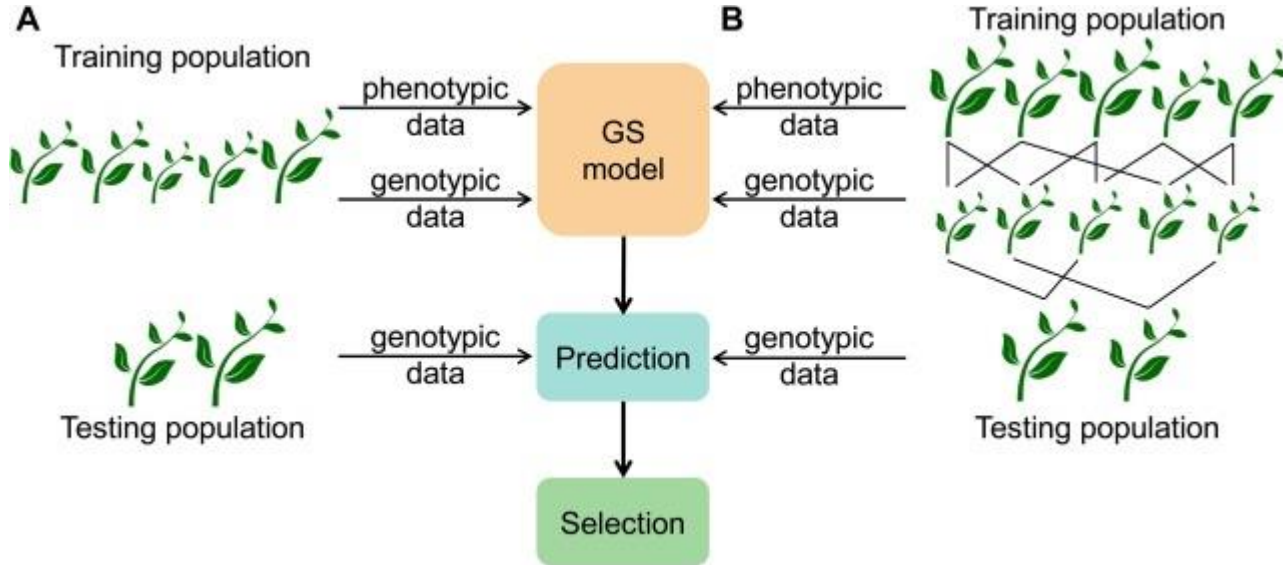 A
Training population
phenotypic
data
genotypic
data
genotypic
data
Testing population
GS
model
Prediction
Selection
B
Training population
phenotypic
data
genotypic
data
genotypic
data
Testing population